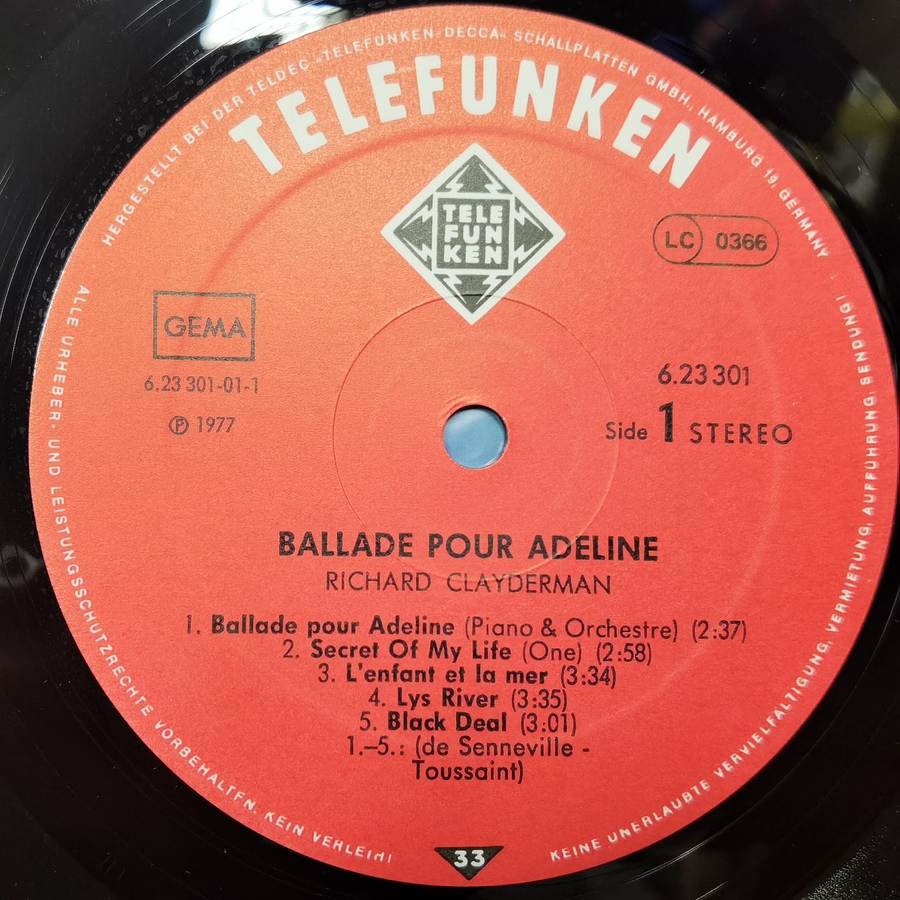 HERGESTELLT BEI DER TELDEC »TELEFUNKEN-DECCA« SCHALLPLATTEN GMBH., HAMBURG 19, GERMANY
TELEFUNKEN
TELE
FUN
KEN
LC 0366
GEMA
6.23 301-01-1
Ⓟ 1977
6.23 301
Side 1 STEREO
BALLADE POUR ADELINE
RICHARD CLAYDERMAN
1. Ballade pour Adeline (Piano & Orchestre) (2:37)
2. Secret Of My Life (One) (2:58)
3. L'enfant et la mer (3:34)
4. Lys River (3:35)
5. Black Deal (3:01)
1.–5.: (de Senneville -
Toussaint)
ALLE URHEBER- UND LEISTUNGSSCHUTZRECHTE VORBEHALTEN. KEIN VERLEIH!
33
KEINE UNERLAUBTE VERVIELFÄLTIGUNG, VERMIETUNG, AUFFÜHRUNG, SENDUNG!